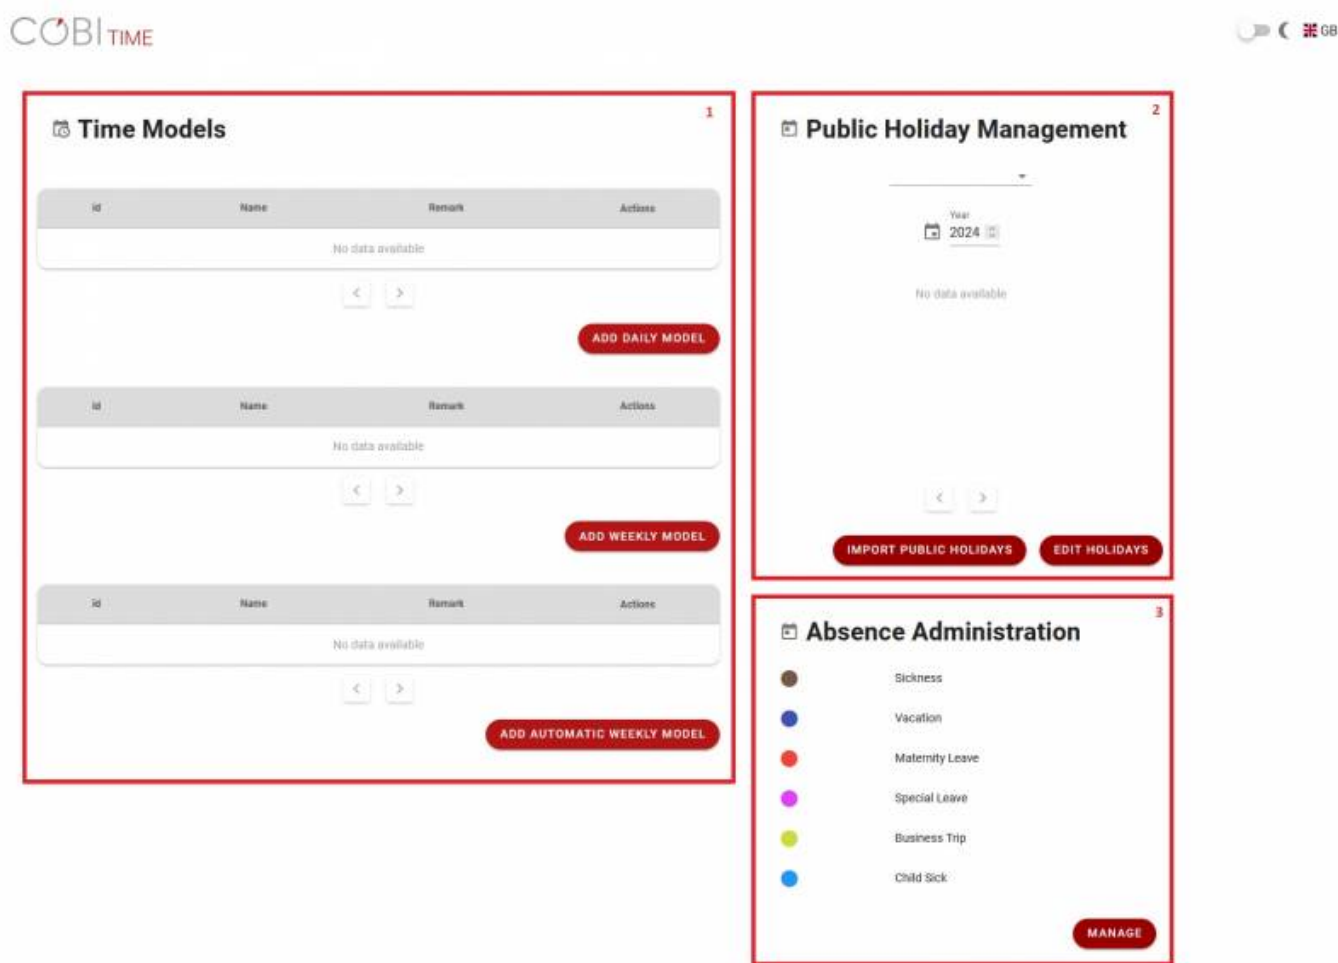 COBI TIME
GB
1
Time Models
id Name Remark Actions
No data available
ADD DAILY MODEL
id Name Remark Actions
No data available
ADD WEEKLY MODEL
id Name Remark Actions
No data available
ADD AUTOMATIC WEEKLY MODEL
2
Public Holiday Management
Year
2024
No data available
IMPORT PUBLIC HOLIDAYS EDIT HOLIDAYS
3
Absence Administration
Sickness
Vacation
Maternity Leave
Special Leave
Business Trip
Child Sick
MANAGE